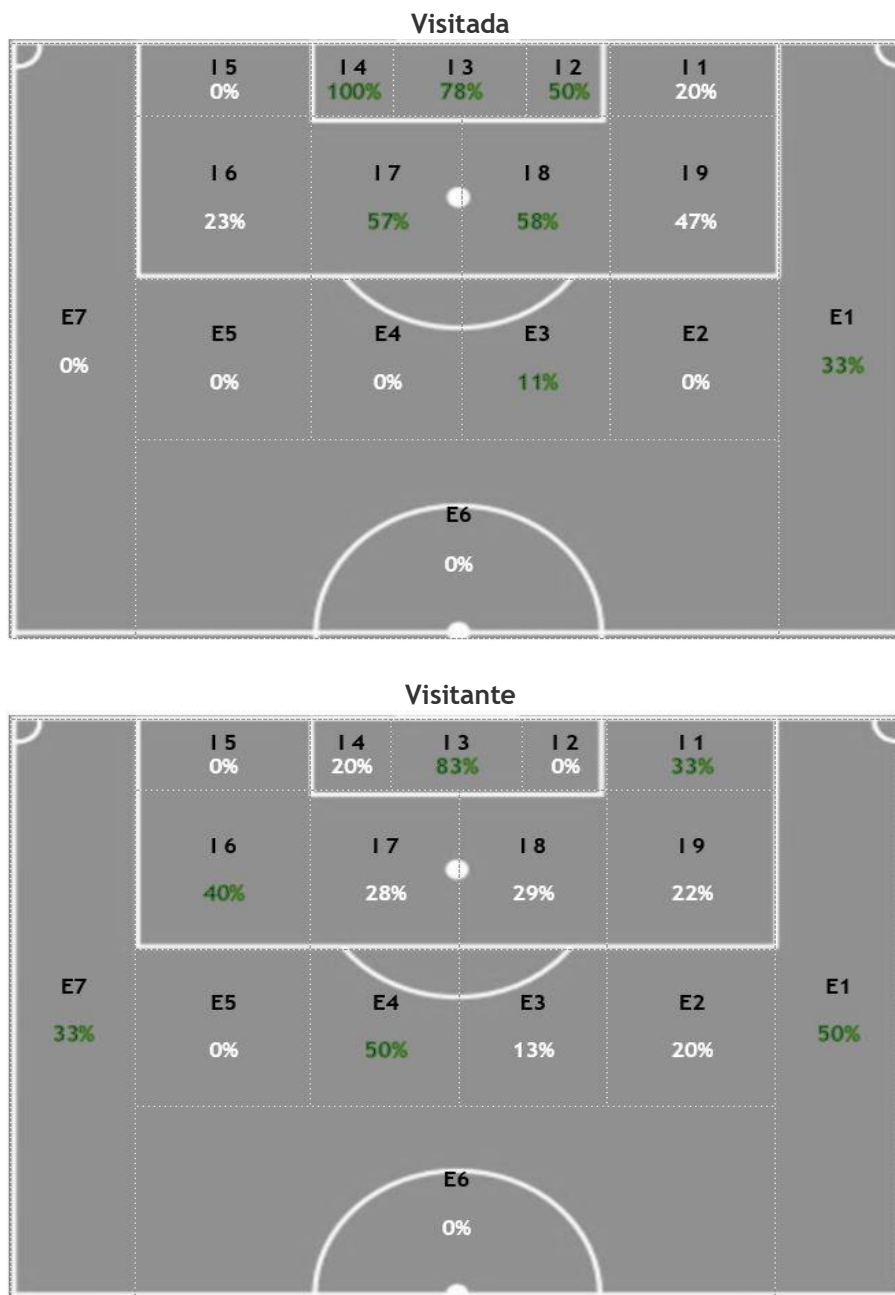 Visitada
I 5 I 4 I 3 I 2 I 1
0% 100% 78% 50% 20%
I 6 I 7 I 8 I 9
23% 57% 58% 47%
E7 E1
E5 E4 E3 E2
0% 33%
0% 0% 11% 0%
E6
0%
Visitante
I 5 I 4 I 3 I 2 I 1
0% 20% 83% 0% 33%
I 6 I 7 I 8 I 9
40% 28% 29% 22%
E7 E1
E5 E4 E3 E2
33% 50%
0% 50% 13% 20%
E6
0%